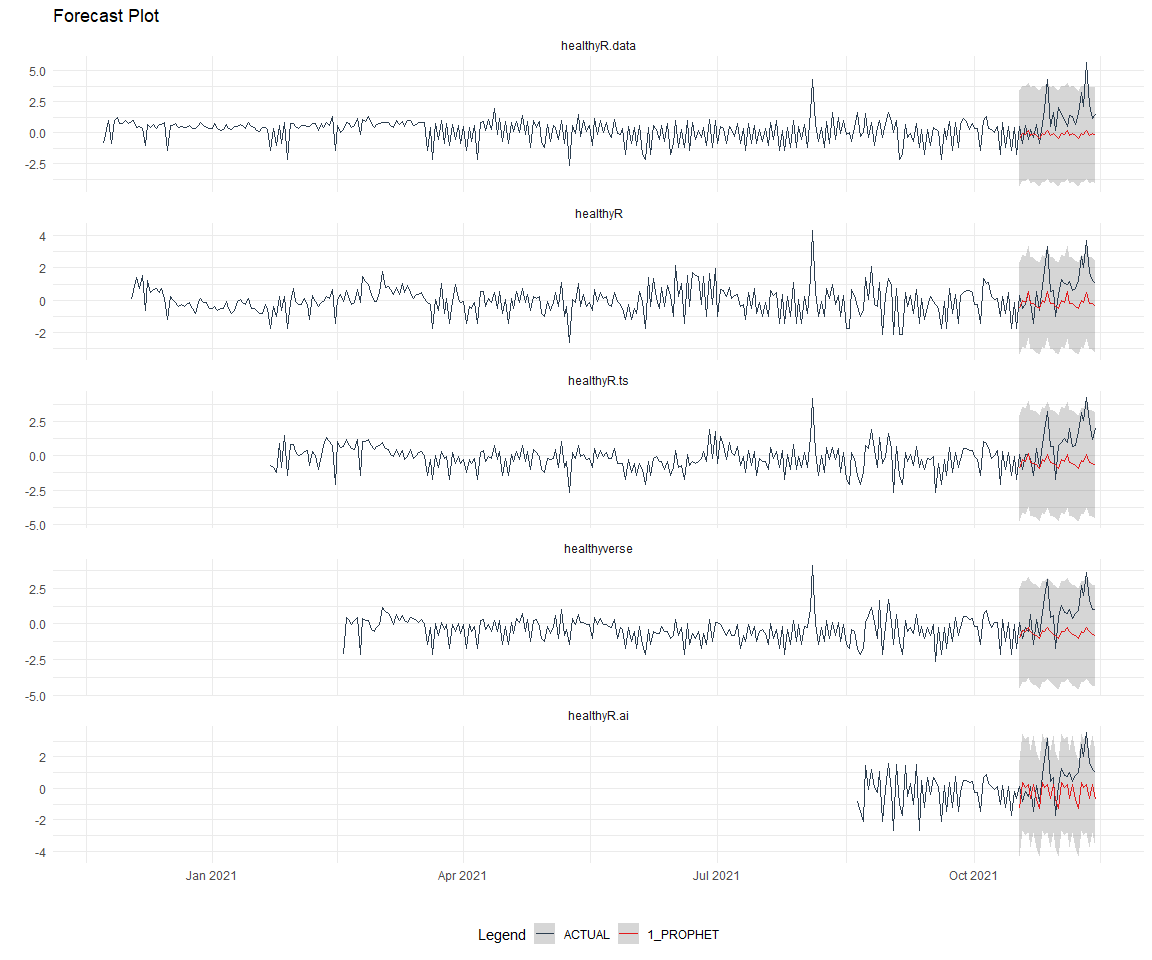 Forecast Plot
healthyR.data
5.0
2.5
0.0
-2.5
healthyR
4
2
0
-2
healthyR.ts
2.5
0.0
-2.5
-5.0
healthyverse
2.5
0.0
-2.5
-5.0
healthyR.ai
2
0
-2
-4
Jan 2021 Apr 2021 Jul 2021 Oct 2021
Legend ACTUAL 1_PROPHET